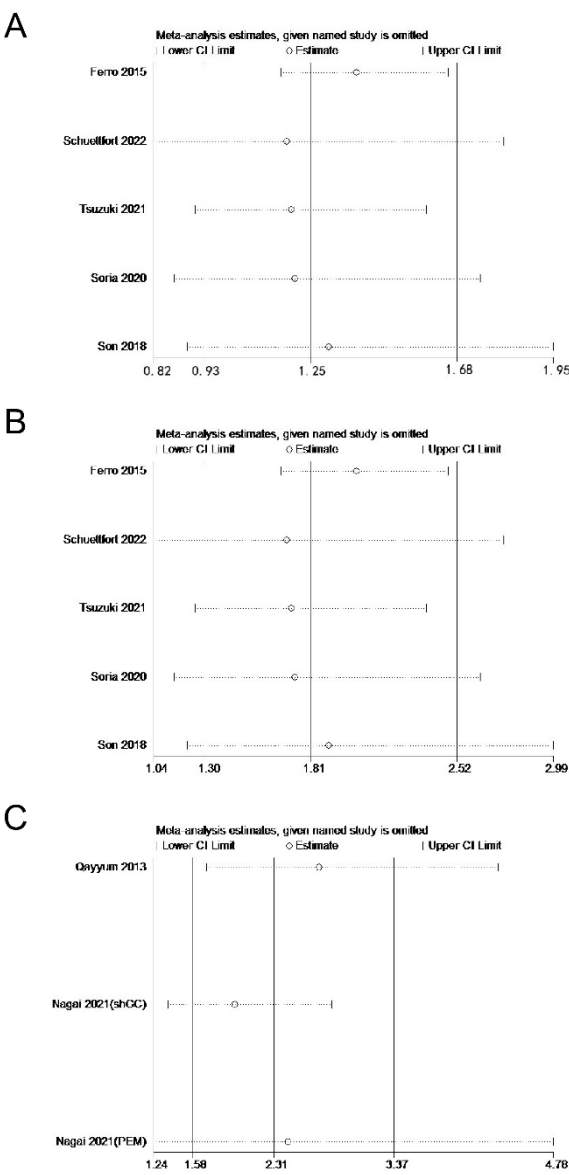 A
Meta-analysis estimates, given named study is omitted
| Lower CI Limit ○ Estimate | Upper CI Limit
Ferro 2015
Schuettfort 2022
Tsuzuki 2021
Soria 2020
Son 2018
0.82 0.93 1.25 1.68 1.95
B
Meta-analysis estimates, given named study is omitted
| Lower CI Limit ○ Estimate | Upper CI Limit
Ferro 2015
Schuettfort 2022
Tsuzuki 2021
Soria 2020
Son 2018
1.04 1.30 1.81 2.52 2.99
C
Meta-analysis estimates, given named study is omitted
| Lower CI Limit ○ Estimate | Upper CI Limit
Qayyum 2013
Nagai 2021(shGC)
Nagai 2021(PEM)
1.24 1.58 2.31 3.37 4.78